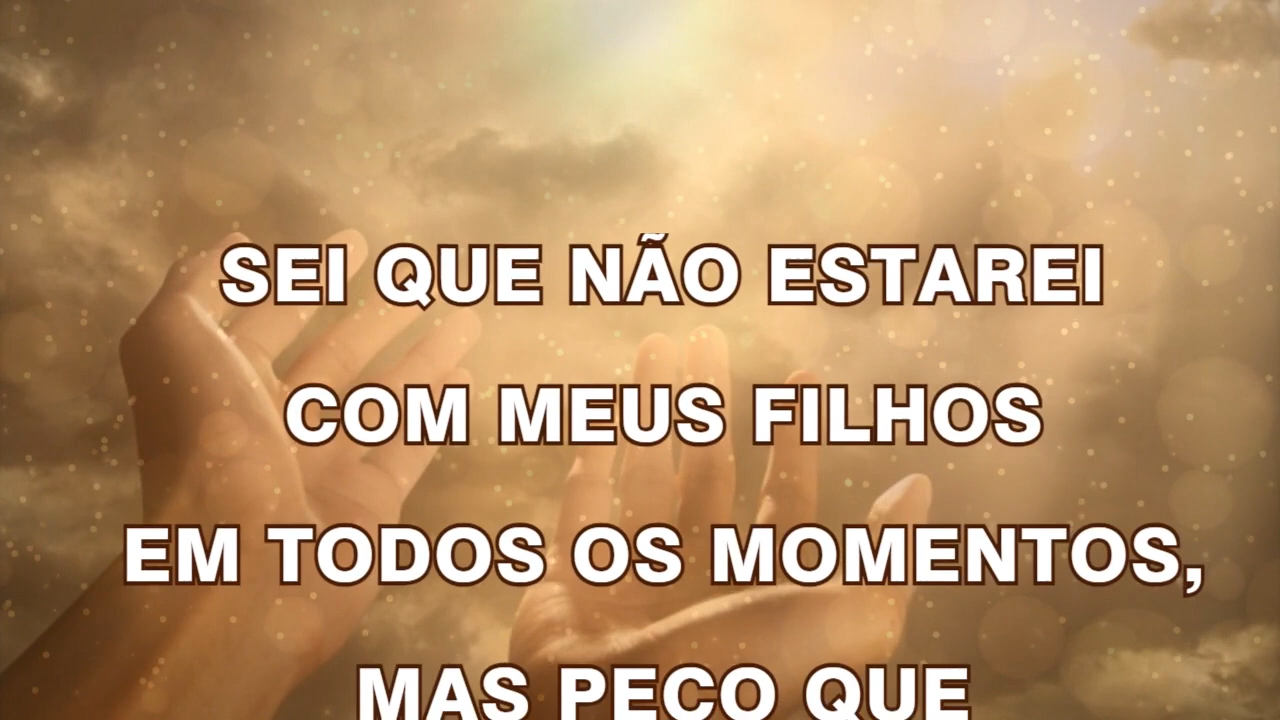 SEI QUE NÃO ESTAREI
COM MEUS FILHOS
EM TODOS OS MOMENTOS,
MAS PEÇO QUE